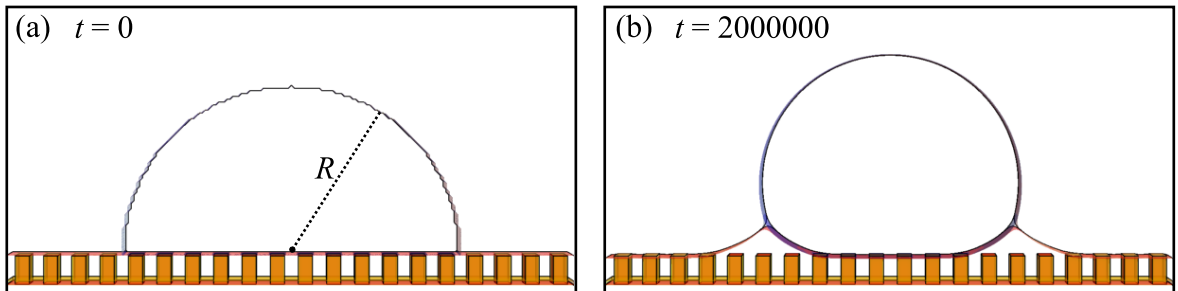 (a) t = 0
R
(b) t = 2000000